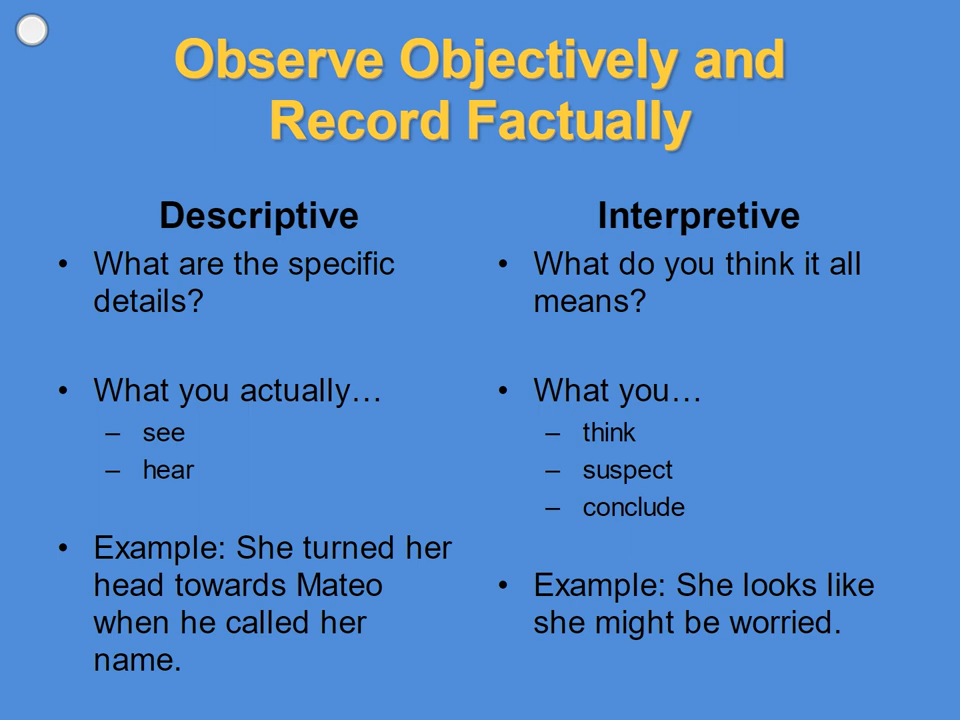 Observe Objectively and
Record Factually
Descriptive
• What are the specific
details?
• What you actually…
– see
– hear
• Example: She turned her
head towards Mateo
when he called her
name.
Interpretive
• What do you think it all
means?
• What you…
– think
– suspect
– conclude
• Example: She looks like
she might be worried.